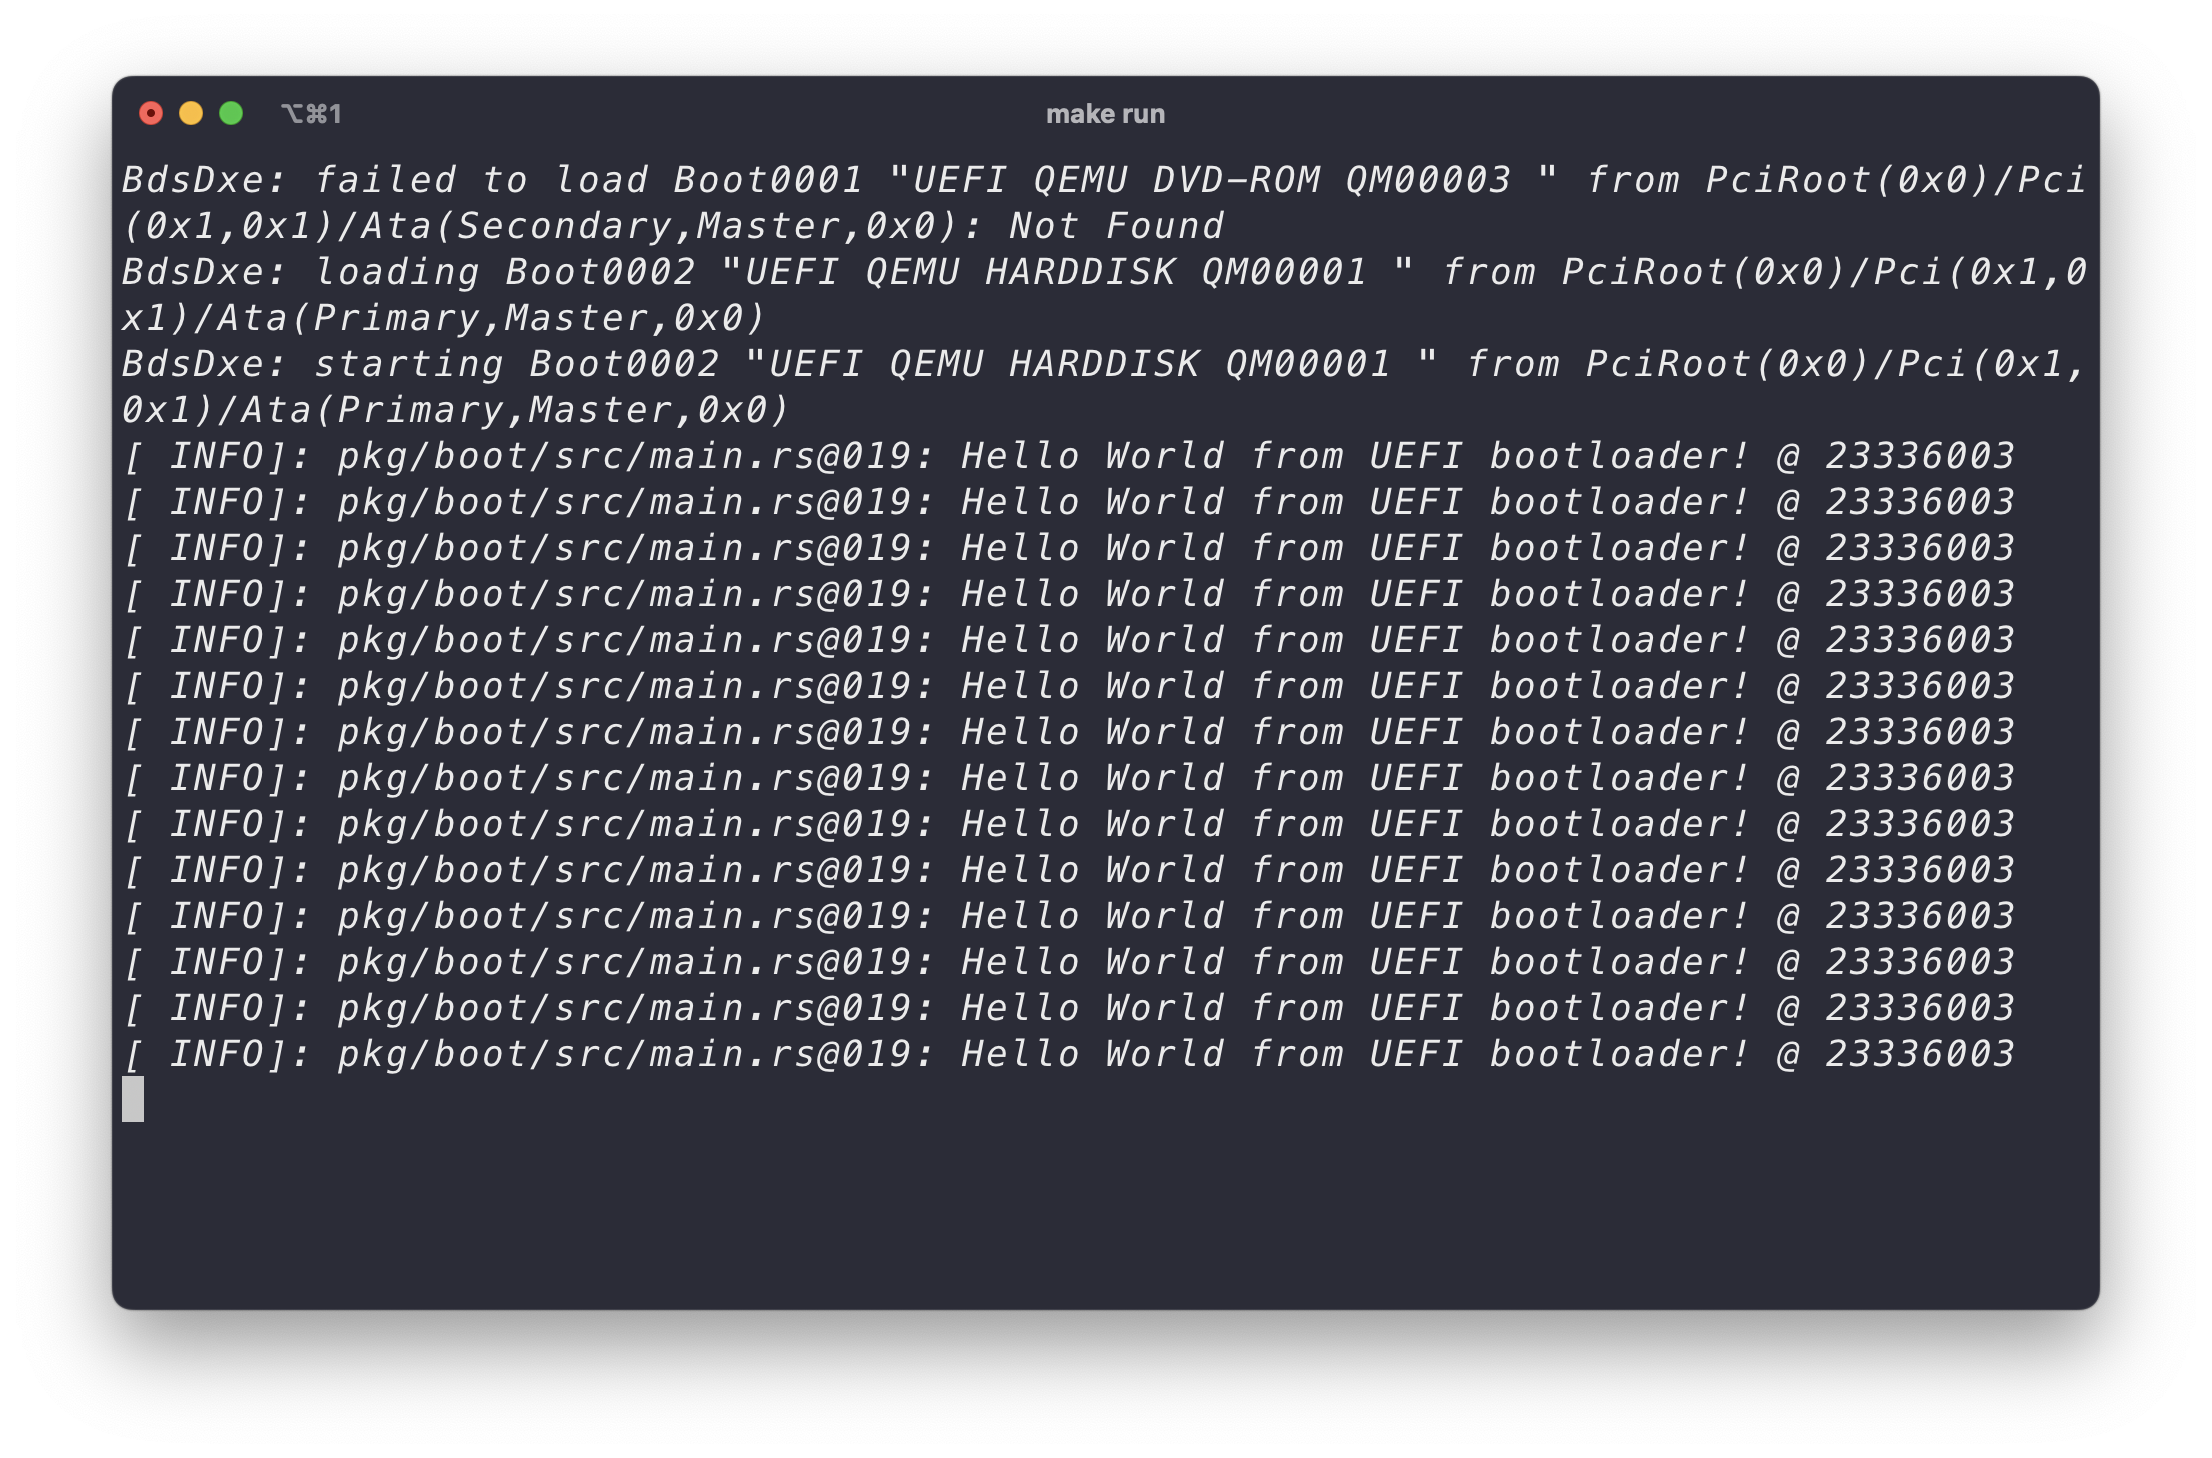 ⌥⌘1
make run
BdsDxe: failed to load Boot0001 "UEFI QEMU DVD-ROM QM00003 " from PciRoot(0x0)/Pci
(0x1,0x1)/Ata(Secondary,Master,0x0): Not Found
BdsDxe: loading Boot0002 "UEFI QEMU HARDDISK QM00001 " from PciRoot(0x0)/Pci(0x1,0
x1)/Ata(Primary,Master,0x0)
BdsDxe: starting Boot0002 "UEFI QEMU HARDDISK QM00001 " from PciRoot(0x0)/Pci(0x1,
0x1)/Ata(Primary,Master,0x0)
[ INFO]: pkg/boot/src/main.rs@019: Hello World from UEFI bootloader! @ 23336003
[ INFO]: pkg/boot/src/main.rs@019: Hello World from UEFI bootloader! @ 23336003
[ INFO]: pkg/boot/src/main.rs@019: Hello World from UEFI bootloader! @ 23336003
[ INFO]: pkg/boot/src/main.rs@019: Hello World from UEFI bootloader! @ 23336003
[ INFO]: pkg/boot/src/main.rs@019: Hello World from UEFI bootloader! @ 23336003
[ INFO]: pkg/boot/src/main.rs@019: Hello World from UEFI bootloader! @ 23336003
[ INFO]: pkg/boot/src/main.rs@019: Hello World from UEFI bootloader! @ 23336003
[ INFO]: pkg/boot/src/main.rs@019: Hello World from UEFI bootloader! @ 23336003
[ INFO]: pkg/boot/src/main.rs@019: Hello World from UEFI bootloader! @ 23336003
[ INFO]: pkg/boot/src/main.rs@019: Hello World from UEFI bootloader! @ 23336003
[ INFO]: pkg/boot/src/main.rs@019: Hello World from UEFI bootloader! @ 23336003
[ INFO]: pkg/boot/src/main.rs@019: Hello World from UEFI bootloader! @ 23336003
[ INFO]: pkg/boot/src/main.rs@019: Hello World from UEFI bootloader! @ 23336003
[ INFO]: pkg/boot/src/main.rs@019: Hello World from UEFI bootloader! @ 23336003